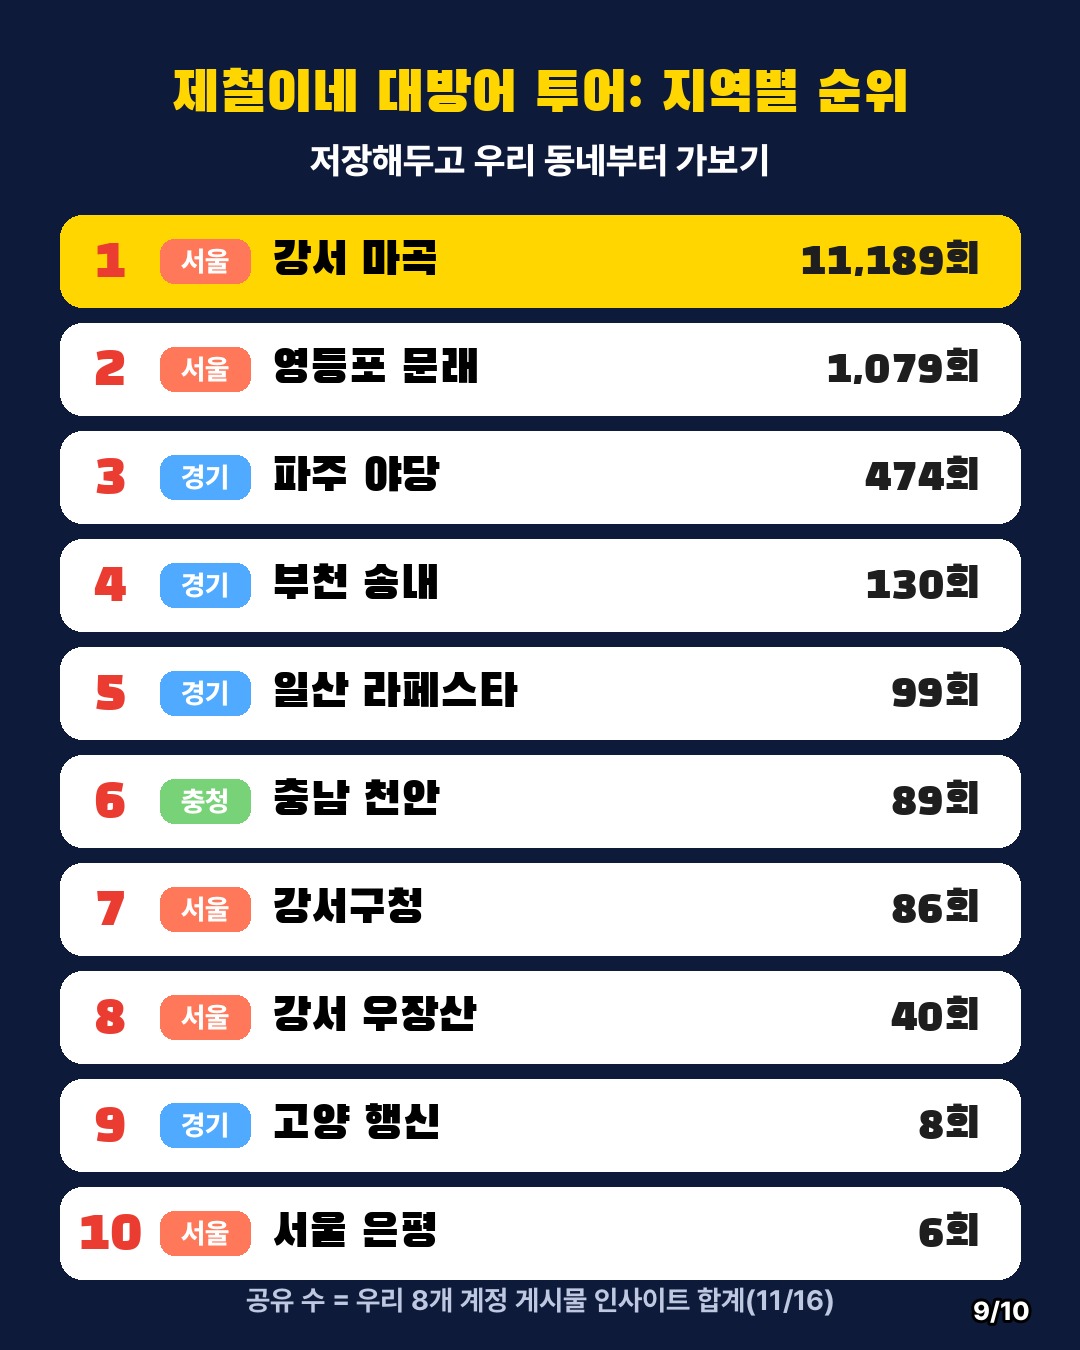 제철이네 대방어 투어: 지역별 순위
저장해두고 우리 동네부터 가보기
1 서울 강서 마곡 11,189회
2 서울 영등포 문래 1,079회
3 경기 파주 야당 474회
4 경기 부천 송내 130회
5 경기 일산 라페스타 99회
6 충청 충남 천안 89회
7 서울 강서구청 86회
8 서울 강서 우장산 40회
9 경기 고양 행신 8회
10 서울 서울 은평 6회
공유 수 = 우리 8개 계정 게시물 인사이트 합계(11/16)
9/10